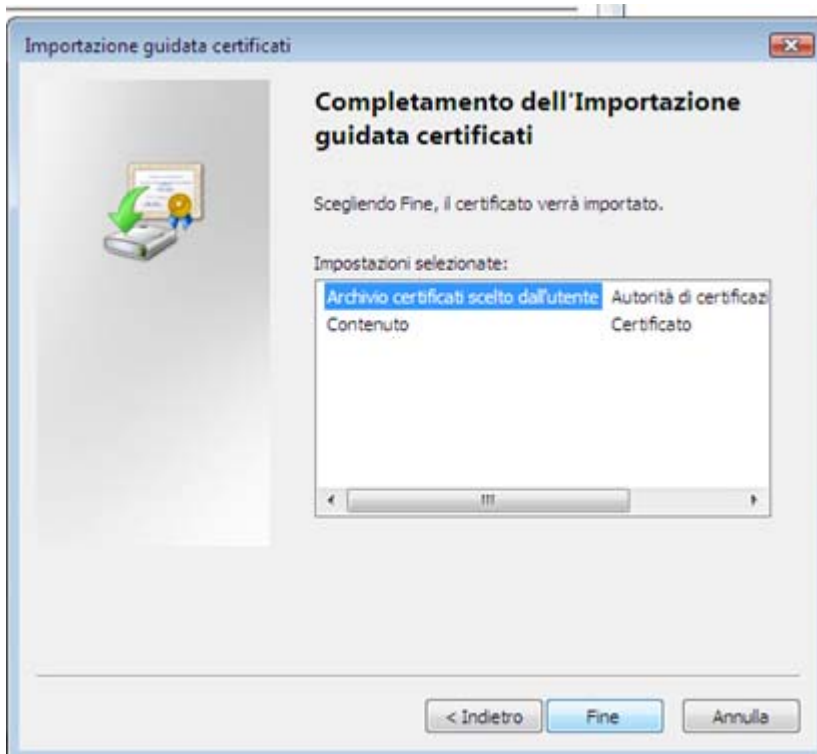 Importazione guidata certificati
Completamento dell'Importazione
guidata certificati
Scegliendo Fine, il certificato verrà importato.
Impostazioni selezionate:
Archivio certificati scelto dall'utente Autorità di certificazi
Contenuto Certificato
< Indietro Fine Annulla